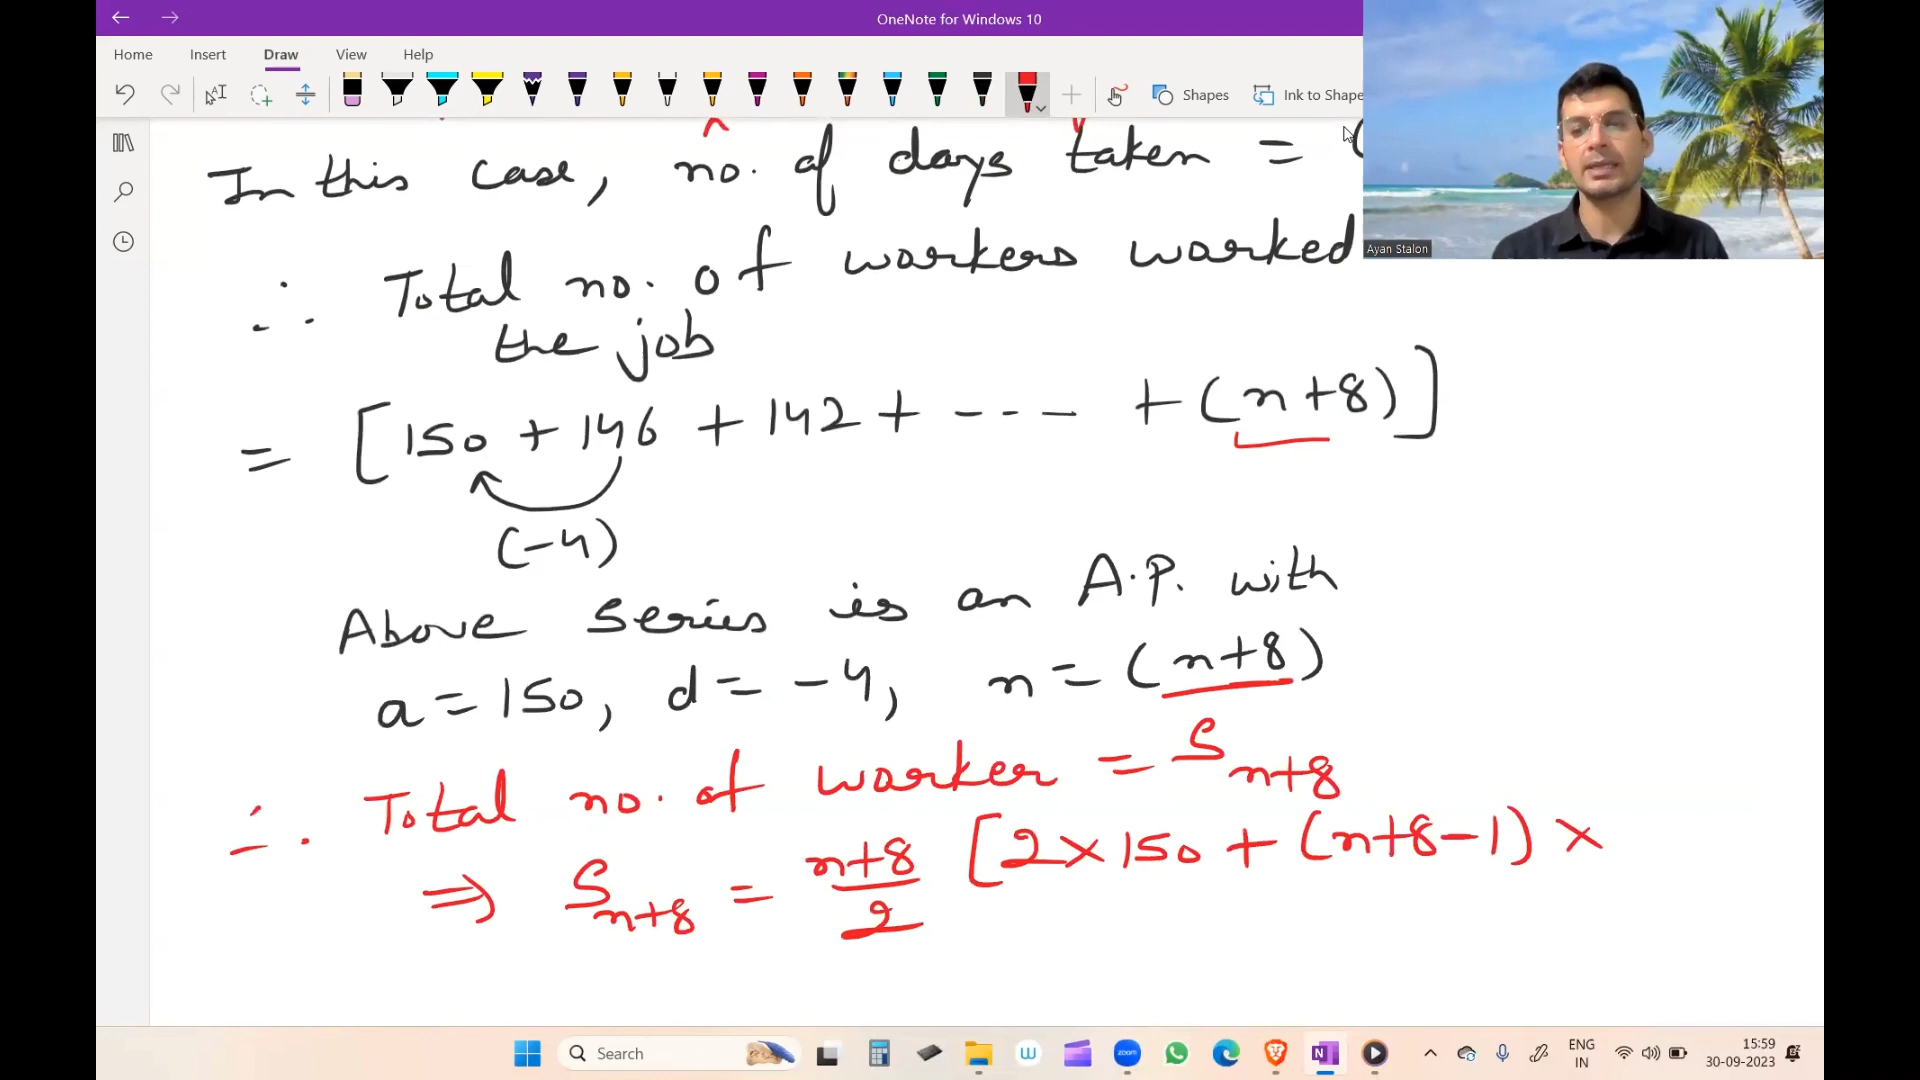 OneNote for Windows 10
Home Insert Draw View Help
Shapes Ink to Shape
In this case, no. of days taken = (
∴ Total no. of workers worked
the job
= [150 + 146 + 142 + --- + (n+8)]
(-4)
Above series is an A.P. with
a = 150, d = -4, n = (n+8)
∴ Total no. of worker = S n+8
⇒ S n+8 = n+8/2 [2×150 + (n+8-1) ×
Ayan Stalon
Search
zoom
W
N
ENG
IN
15:59
30-09-2023